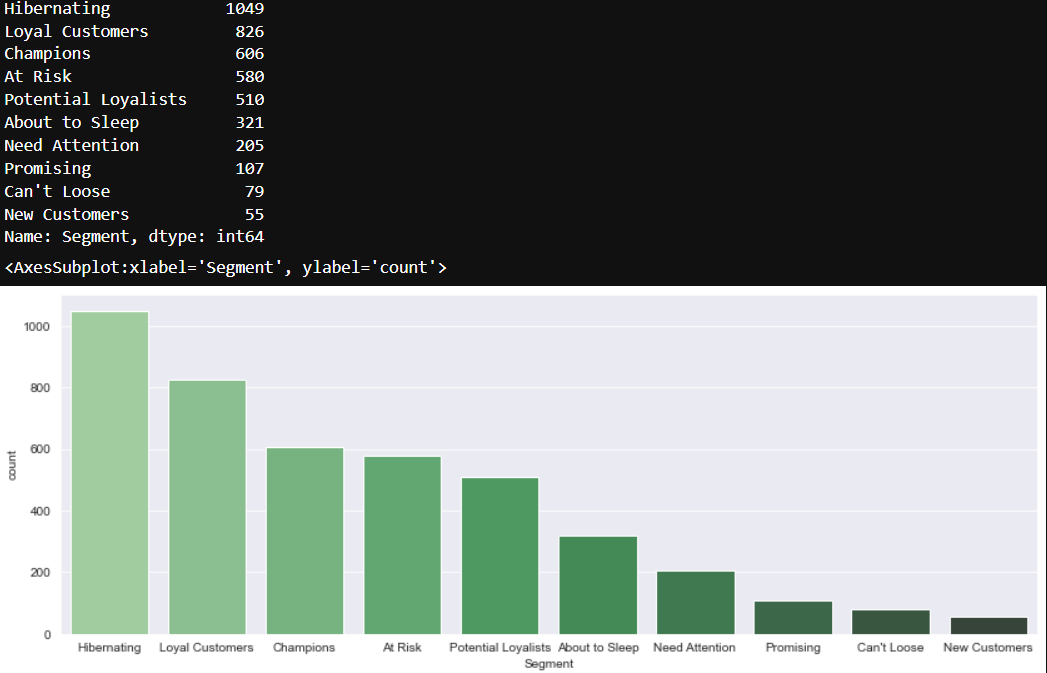 Hibernating 1049
Loyal Customers 826
Champions 606
At Risk 580
Potential Loyalists 510
About to Sleep 321
Need Attention 205
Promising 107
Can't Loose 79
New Customers 55
Name: Segment, dtype: int64
<AxesSubplot:xlabel='Segment', ylabel='count'>
1000
800
600
400
200
0
count
Hibernating Loyal Customers Champions At Risk Potential Loyalists About to Sleep Need Attention Promising Can't Loose New Customers
Segment